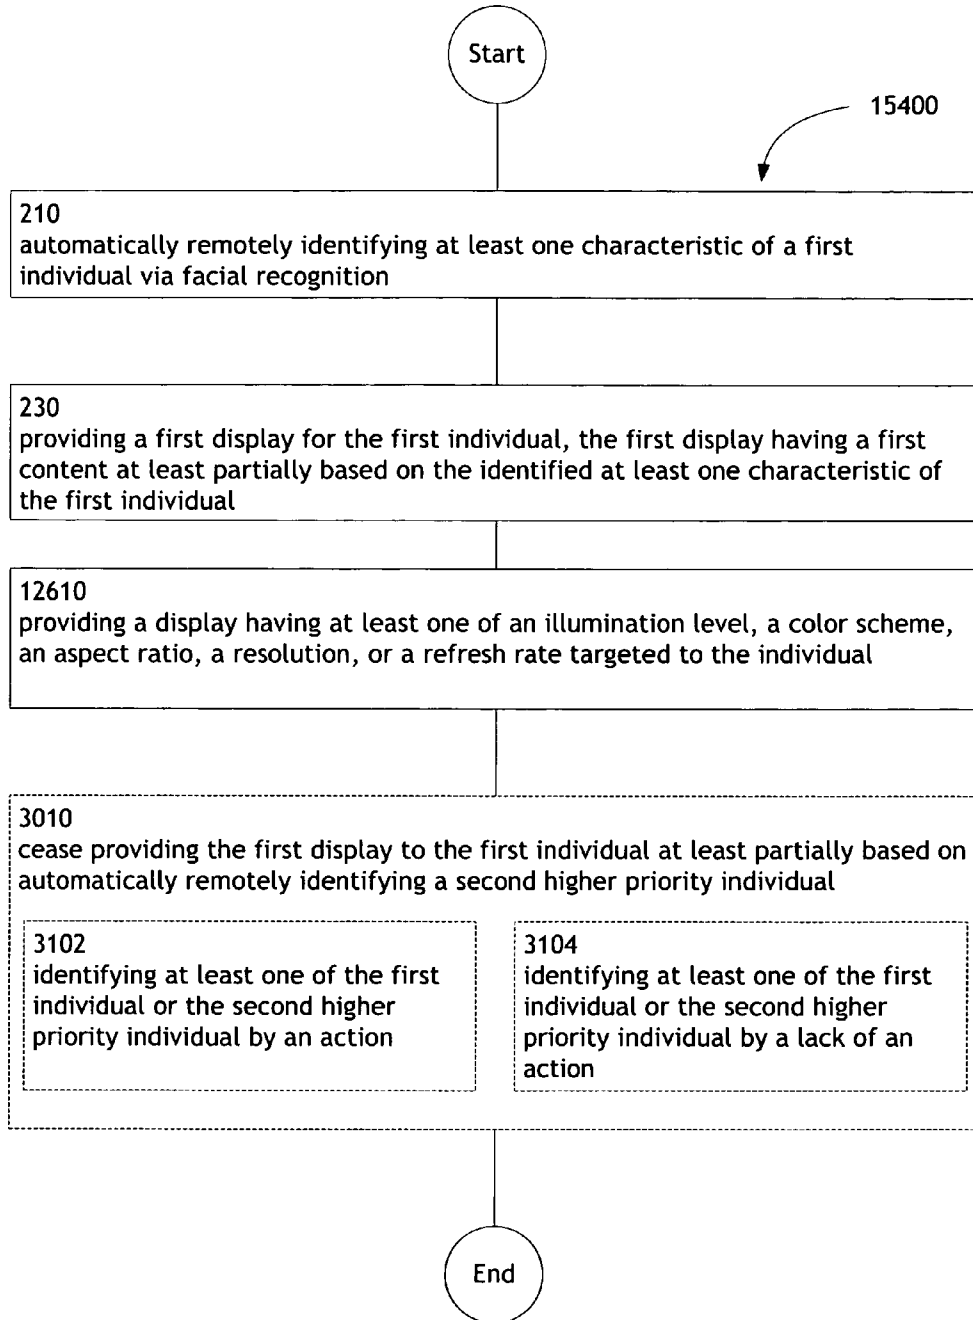 Start
15400
210
automatically remotely identifying at least one characteristic of a first
individual via facial recognition
230
providing a first display for the first individual, the first display having a first
content at least partially based on the identified at least one characteristic of
the first individual
12610
providing a display having at least one of an illumination level, a color scheme,
an aspect ratio, a resolution, or a refresh rate targeted to the individual
3010
cease providing the first display to the first individual at least partially based on
automatically remotely identifying a second higher priority individual
3102
identifying at least one of the first
individual or the second higher
priority individual by an action
3104
identifying at least one of the first
individual or the second higher
priority individual by a lack of an
action
End